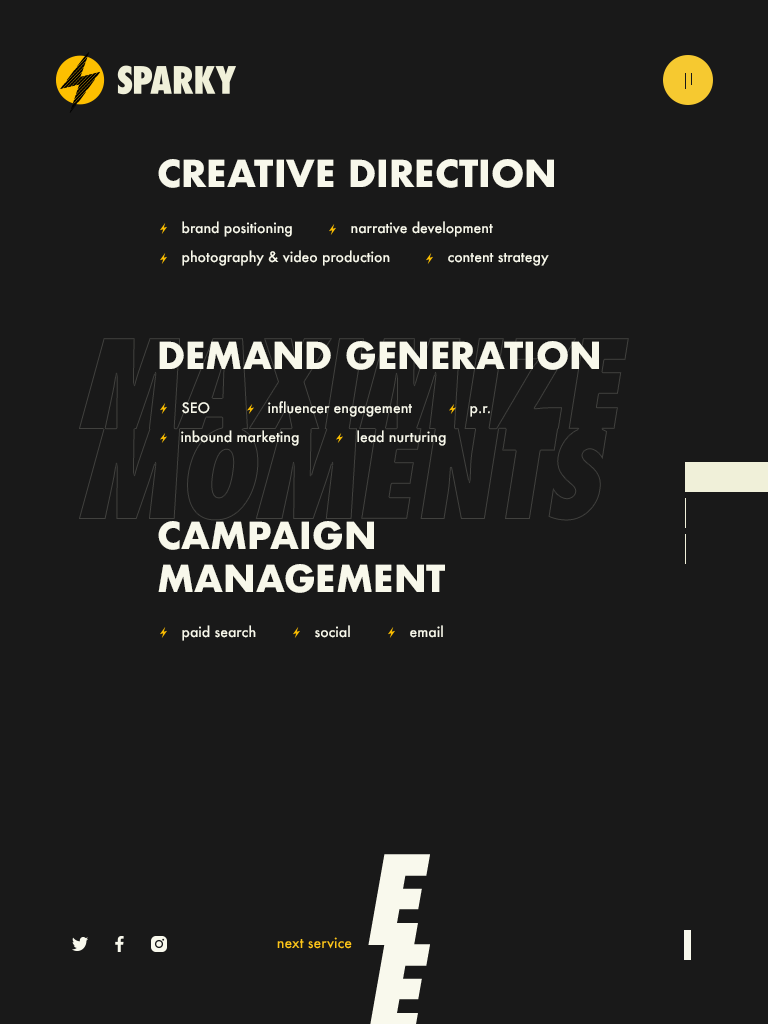 SPARKY
CREATIVE DIRECTION
brand positioning narrative development
photography & video production content strategy
MAXIMIZE
DEMAND GENERATION
SEO influencer engagement p.r.
inbound marketing lead nurturing
MOMENTS
CAMPAIGN
MANAGEMENT
paid search social email
E
next service
E